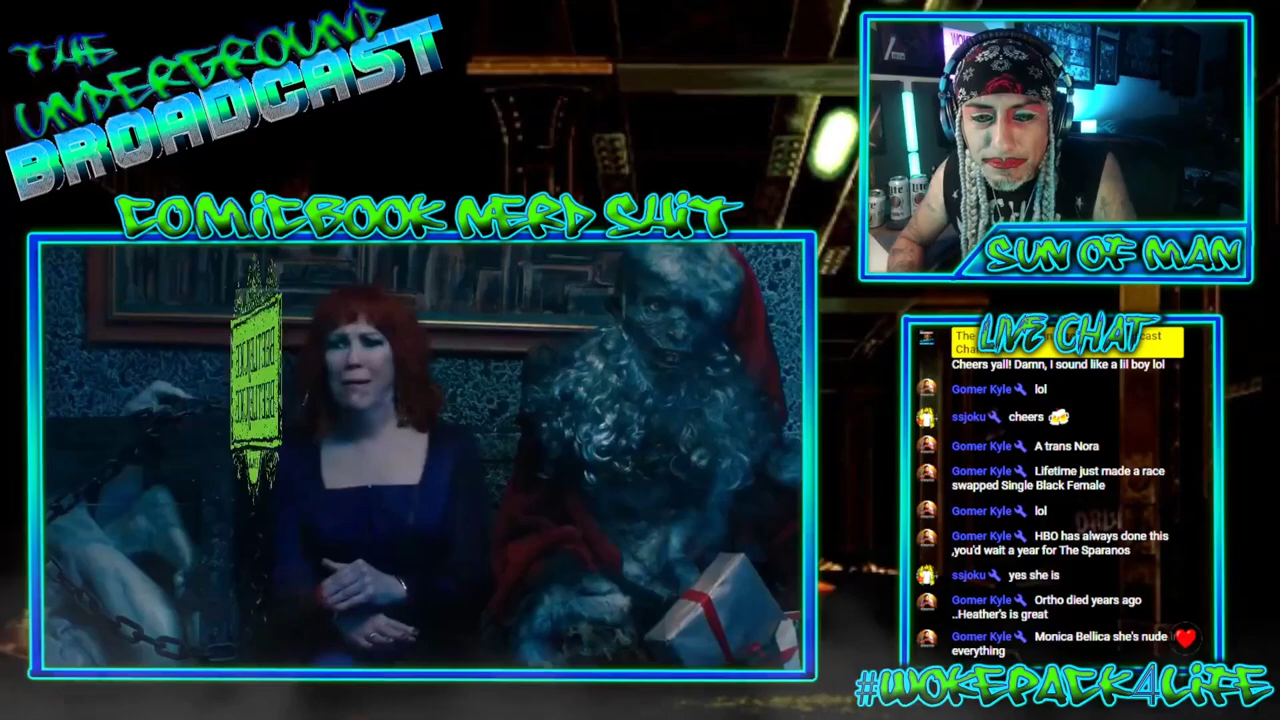 THE
UNDERGROUND
BROADCAST
COMICBOOK NERD SHIT
SUN OF MAN
LIVE CHAT
The
cast
Cheers yall! Damn, I sound like a lil boy lol
Gomer Kyle lol
ssjoku cheers 🍻
Gomer Kyle A trans Nora
Gomer Kyle Lifetime just made a race
swapped Single Black Female
Gomer Kyle lol
Gomer Kyle HBO has always done this
,you'd wait a year for The Sparanos
ssjoku yes she is
Gomer Kyle Ortho died years ago
..Heather's is great
Gomer Kyle Monica Bellica she's nude in
everything
#WOKEPACK4LIFE